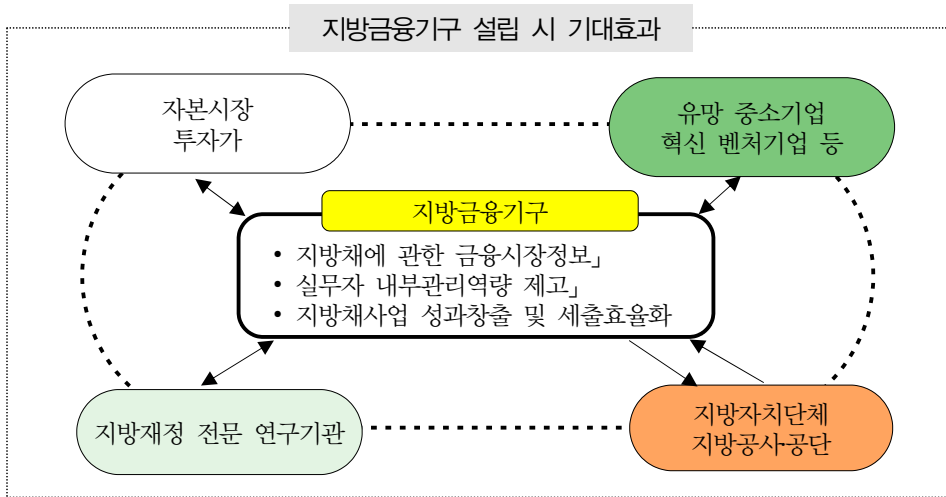 지방금융기구 설립 시 기대효과
자본시장
투자가
유망 중소기업
혁신 벤처기업 등
지방금융기구
• 지방채에 관한 금융시장정보」
• 실무자 내부관리역량 제고」
• 지방채사업 성과창출 및 세출효율화
지방재정 전문 연구기관
지방자치단체
지방공사·공단